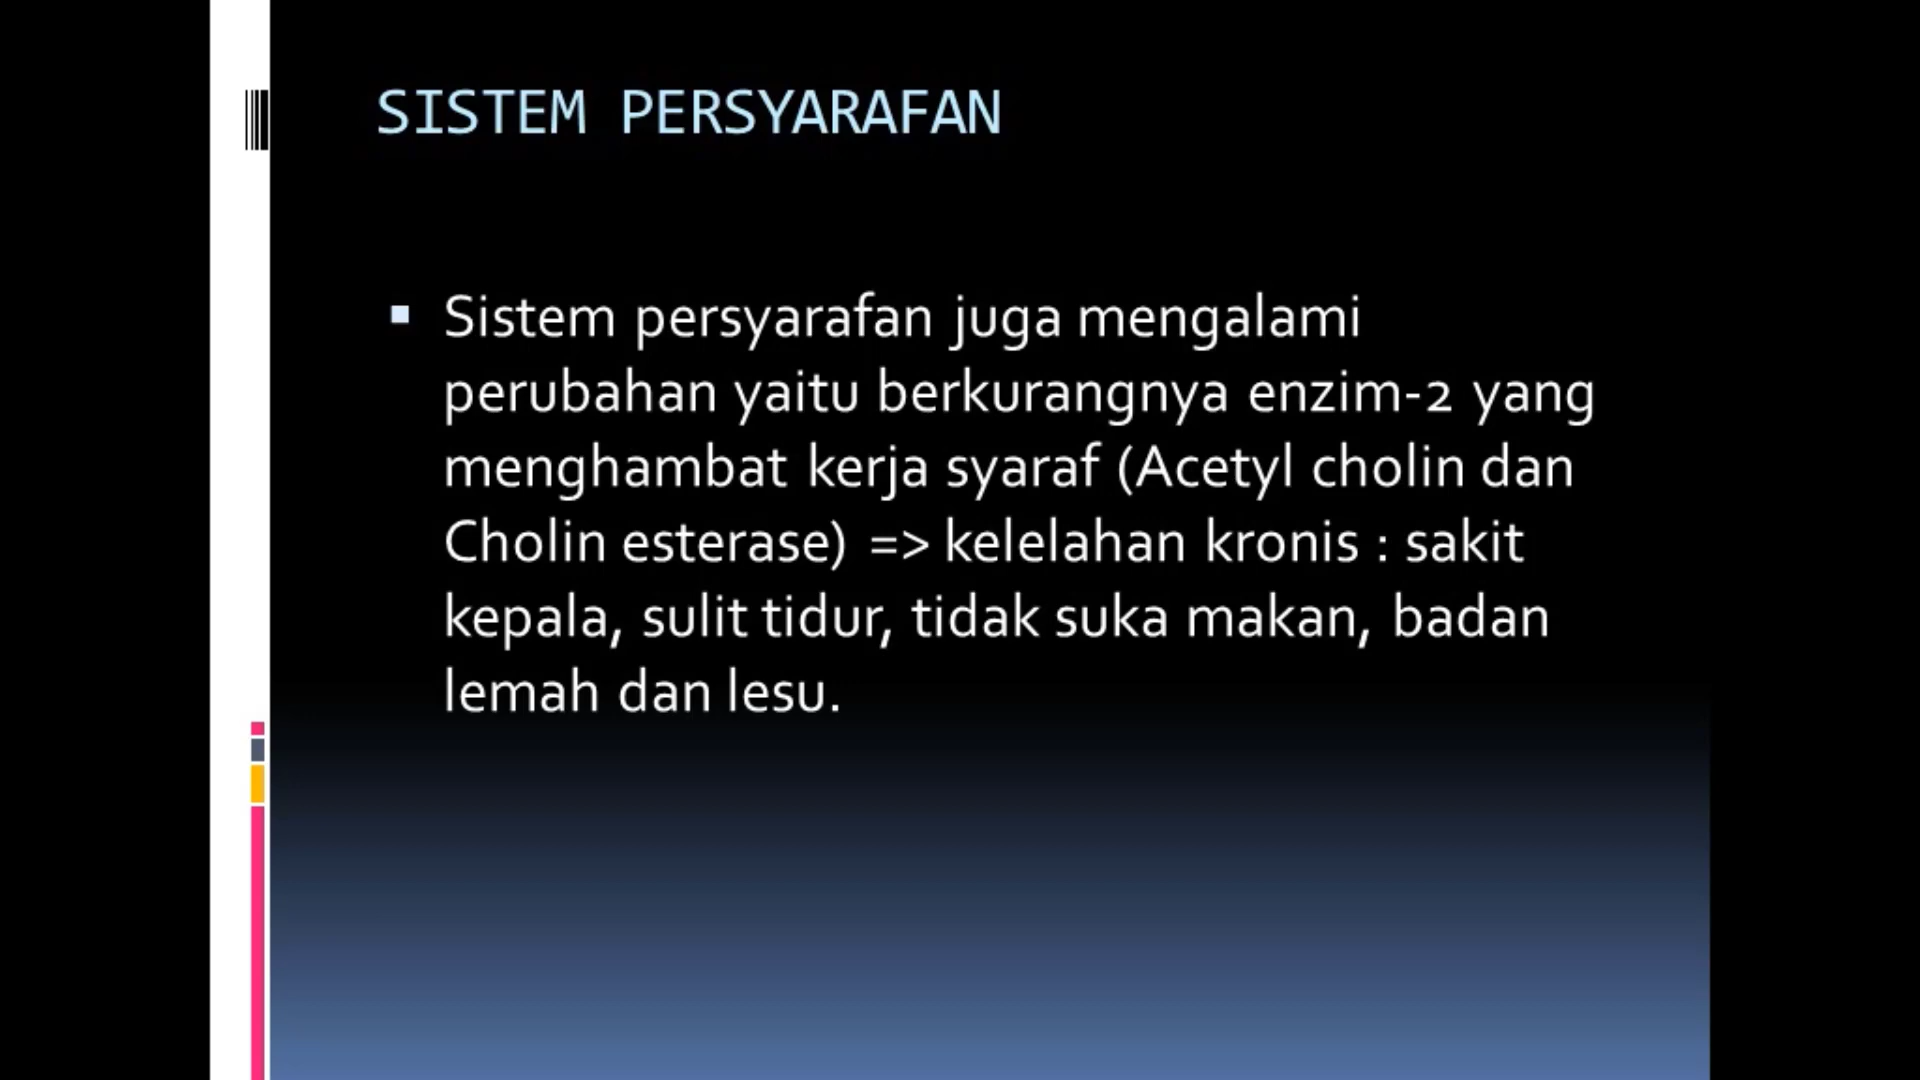 SISTEM PERSYARAFAN
Sistem persyarafan juga mengalami
perubahan yaitu berkurangnya enzim-2 yang
menghambat kerja syaraf (Acetyl cholin dan
Cholin esterase) => kelelahan kronis : sakit
kepala, sulit tidur, tidak suka makan, badan
lemah dan lesu.